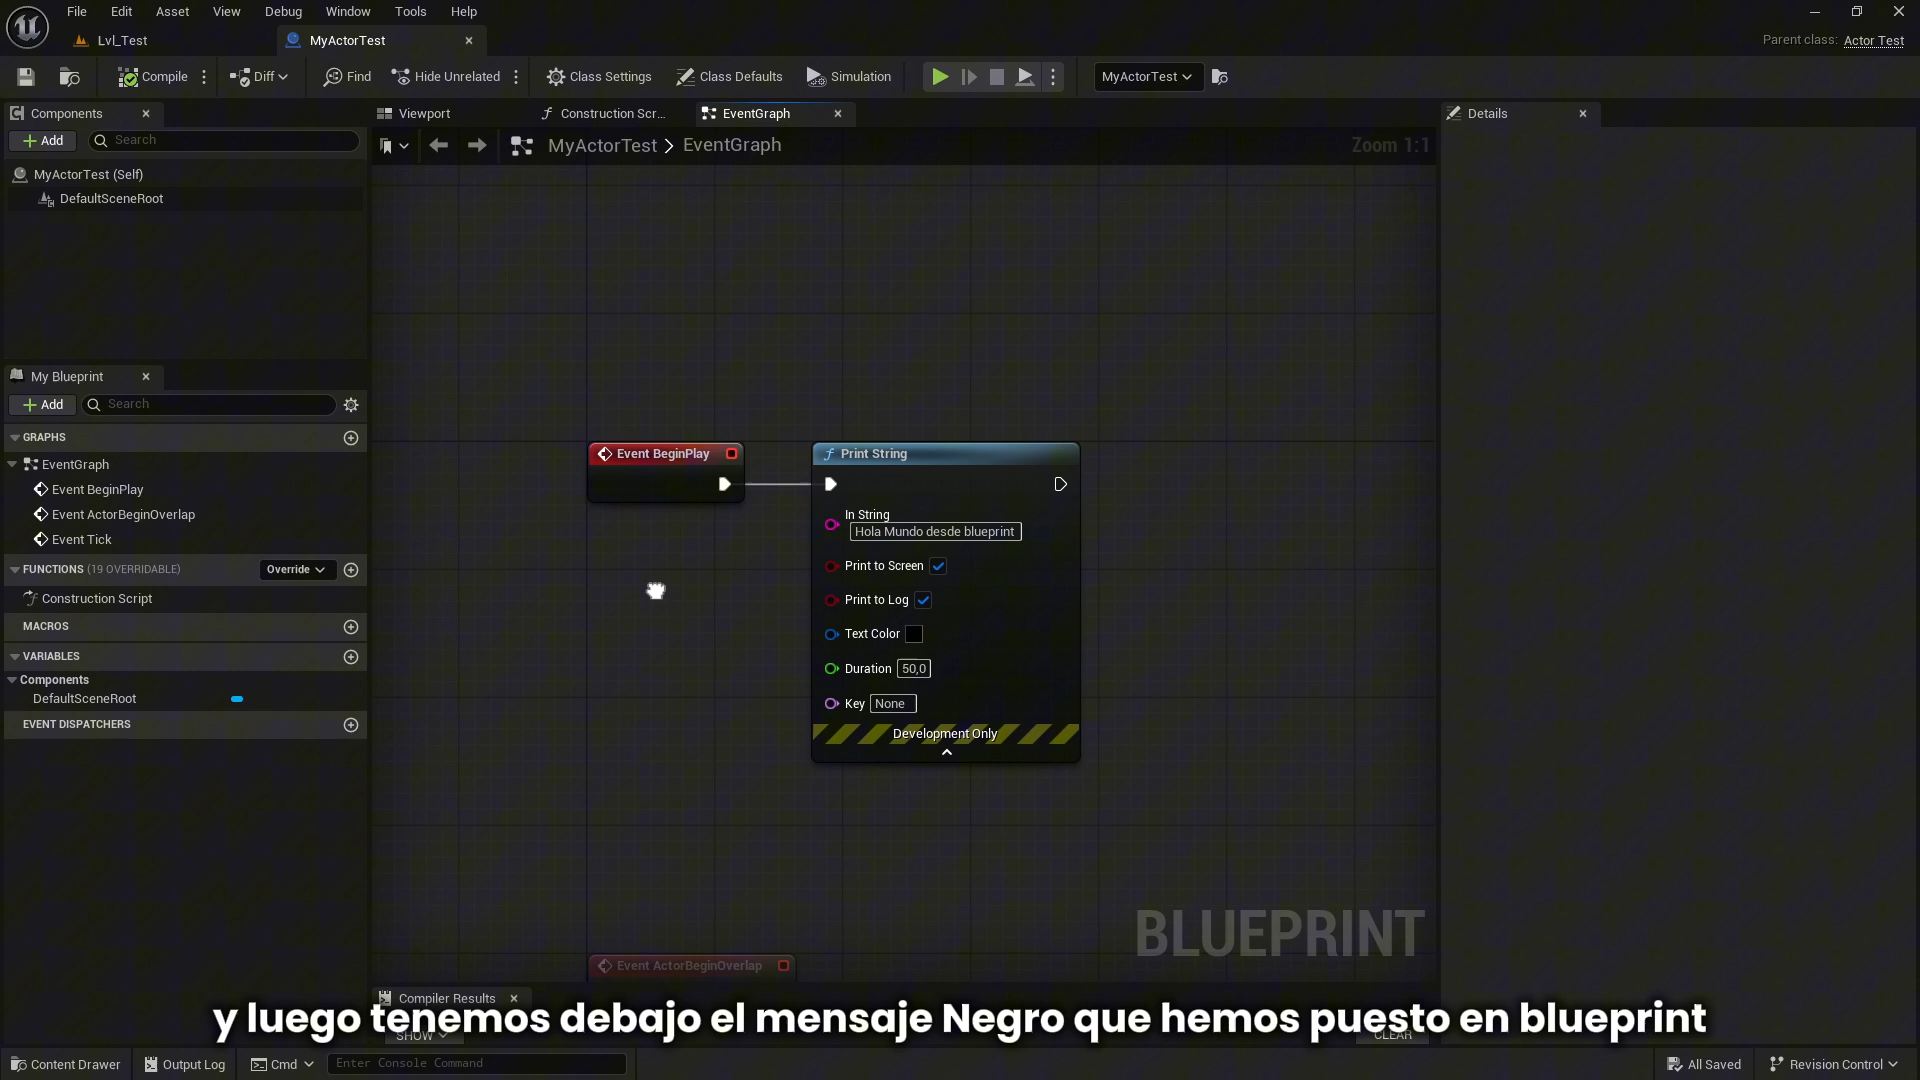 File Edit Asset View Debug Window Tools Help
Lvl_Test
MyActorTest
Parent class: Actor Test
Compile
Diff
Find
Hide Unrelated
Class Settings
Class Defaults
Simulation
MyActorTest
Components
Add
Search
MyActorTest (Self)
DefaultSceneRoot
My Blueprint
Add
Search
GRAPHS
EventGraph
Event BeginPlay
Event ActorBeginOverlap
Event Tick
FUNCTIONS (19 OVERRIDABLE)
Override
Construction Script
MACROS
VARIABLES
Components
DefaultSceneRoot
EVENT DISPATCHERS
Viewport
Construction Scr...
EventGraph
MyActorTest > EventGraph
Zoom 1:1
Event BeginPlay
Print String
In String
Hola Mundo desde blueprint
Print to Screen
Print to Log
Text Color
Duration 50,0
Key None
Development Only
Event ActorBeginOverlap
BLUEPRINT
Details
Compiler Results
SHOW
CLEAR
y luego tenemos debajo el mensaje Negro que hemos puesto en blueprint
Content Drawer
Output Log
Cmd
Enter Console Command
All Saved
Revision Control